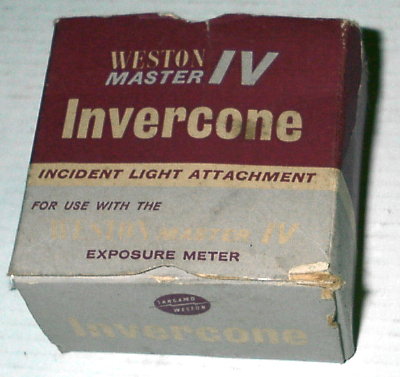 WESTON
MASTER IV
Invercone
INCIDENT LIGHT ATTACHMENT
FOR USE WITH THE
WESTON MASTER IV
EXPOSURE METER
SANGAMO
WESTON
Invercone